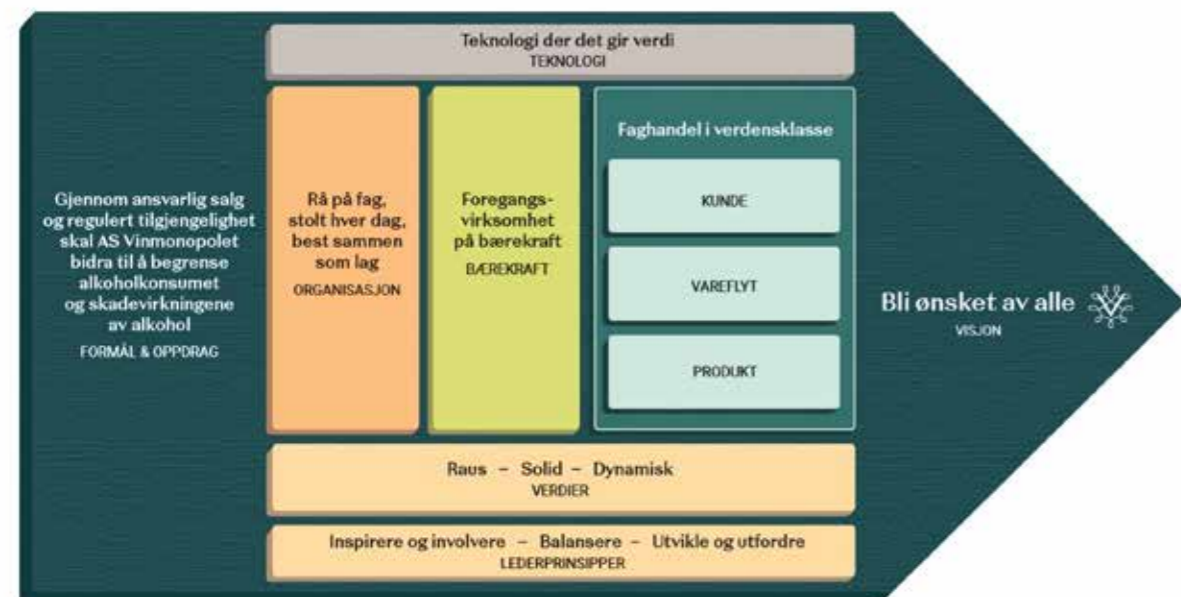 Teknologi der det gir verdi
TEKNOLOGI
Gjennom ansvarlig salg
og regulert tilgjengelighet
skal AS Vinmonopolet
bidra til å begrense
alkoholkonsumet
og skadevirkningene
av alkohol
FORMÅL & OPPDRAG
Rå på fag,
stolt hver dag,
best sammen
som lag
ORGANISASJON
Foregangs-
virksomhet
på bærekraft
BÆREKRAFT
Faghandel i verdensklasse
KUNDE
VAREFLYT
PRODUKT
Bli ønsket av alle
VISJON
Raus – Solid – Dynamisk
VERDIER
Inspirere og involvere – Balansere – Utvikle og utfordre
LEDERPRINSIPPER